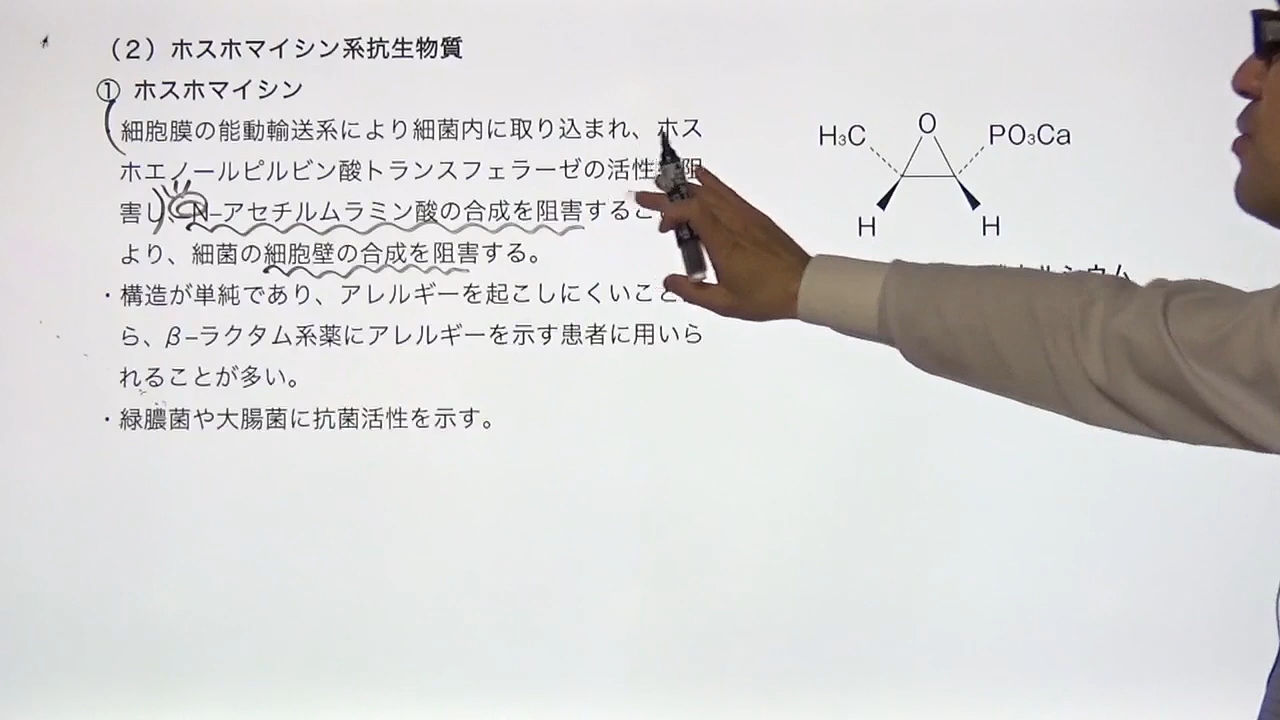 （2）ホスホマイシン系抗生物質
① ホスホマイシン
細胞膜の能動輸送系により細菌内に取り込まれ、ホス
ホエノールピルビン酸トランスフェラーゼの活性 阻
害し、N–アセチルムラミン酸の合成を阻害するこ
より、細菌の細胞壁の合成を阻害する。
・構造が単純であり、アレルギーを起こしにくいこと
ら、β–ラクタム系薬にアレルギーを示す患者に用いら
れることが多い。
・緑膿菌や大腸菌に抗菌活性を示す。
O
H₃C PO₃Ca
H H
カルシウム